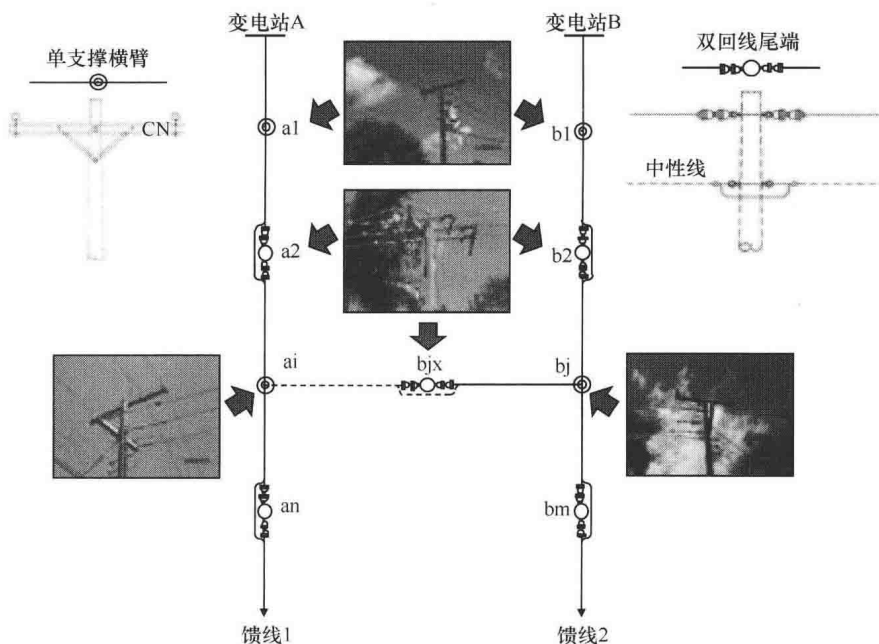 变电站A
变电站B
单支撑横臂
双回线尾端
CN
a1
b1
中性线
a2
b2
ai
bjx
bj
an
bm
馈线1
馈线2